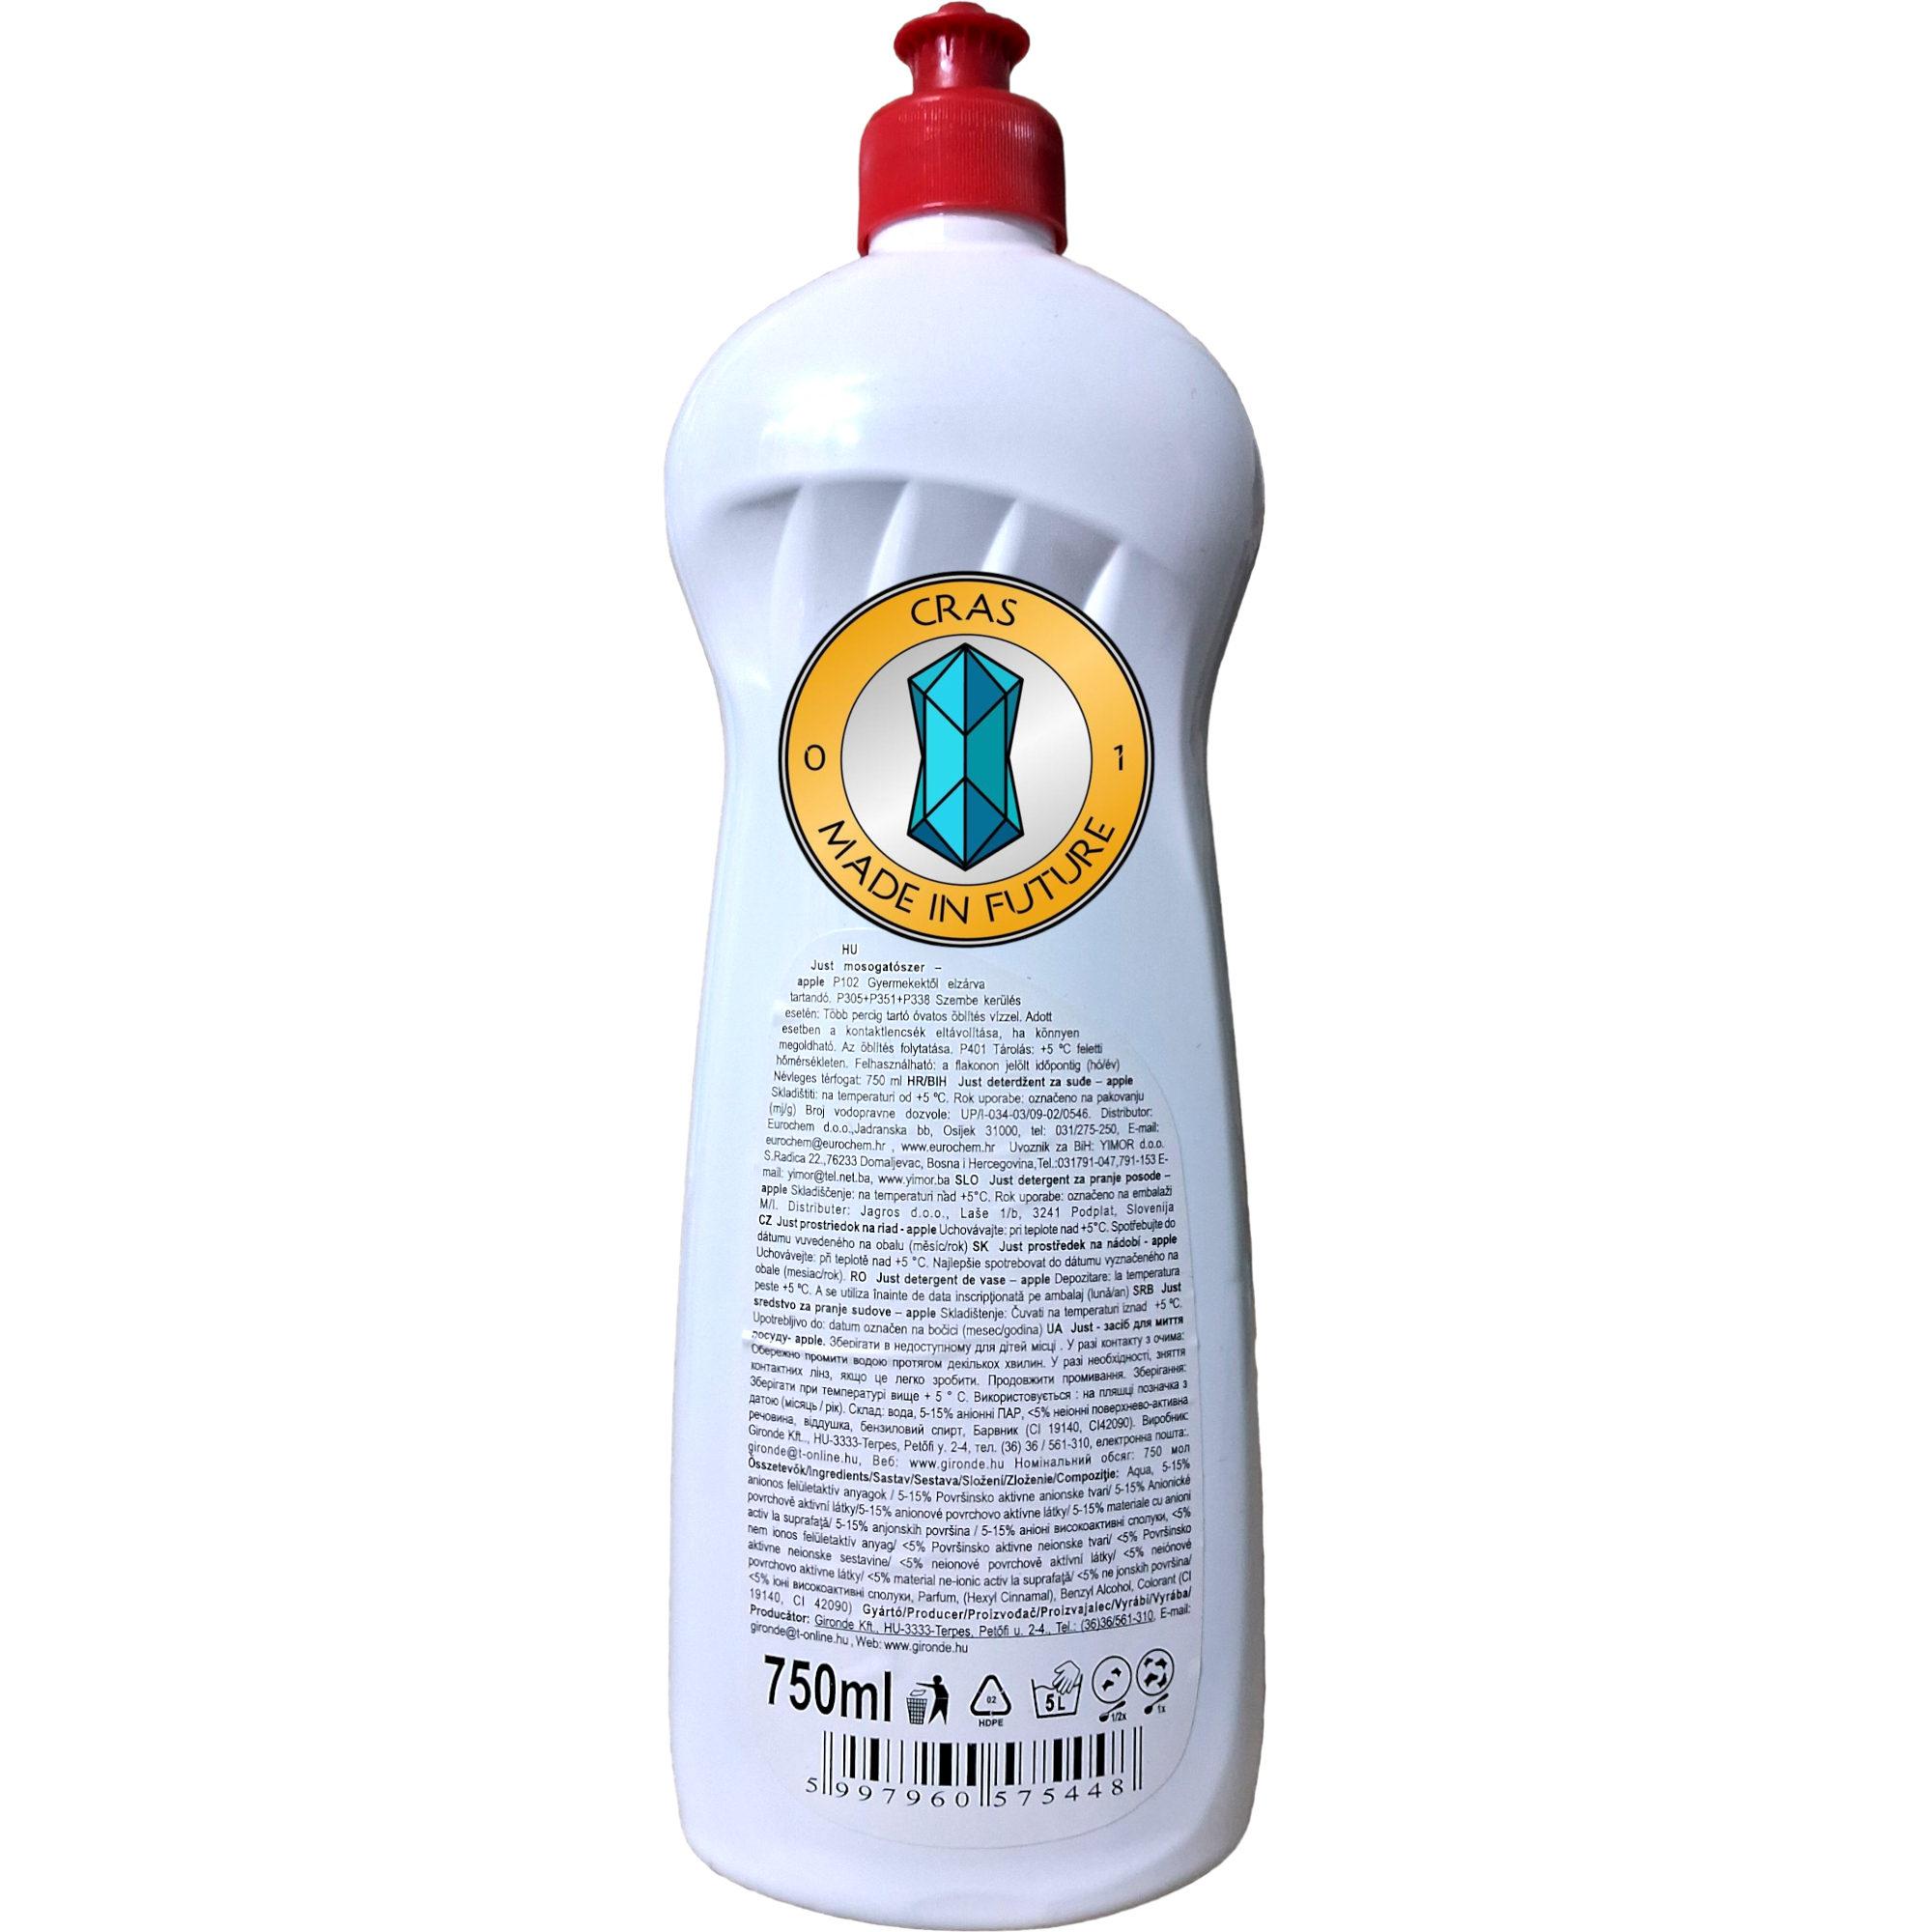 CRAS
0 1
MADE IN FUTURE
HU
Just mosogatószer –
apple P102 Gyermekektől elzárva
tartandó. P305+P351+P338 Szembe kerülés
esetén: Több percig tartó óvatos öblítés vízzel. Adott
esetben a kontaktlencsék eltávolítása, ha könnyen
megoldható. Az öblítés folytatása. P401 Tárolás: +5 ºC feletti
hőmérsékleten. Felhasználható: a flakonon jelölt időpontig (hó/év)
Névleges térfogat: 750 ml HR/BIH Just deterdžent za suđe – apple
Skladištiti: na temperaturi od +5 ºC. Rok uporabe: označeno na pakovanju
(mj/g) Broj vodopravne dozvole: UP/I-034-03/09-02/0546. Distributor:
Eurochem d.o.o.,Jadranska bb, Osijek 31000, tel: 031/275-250, E-mail:
eurochem@eurochem.hr , www.eurochem.hr Uvoznik za BiH: YIMOR d.o.o.
S.Radica 22.,76233 Domaljevac, Bosna i Hercegovina,Tel.:031791-047,791-153 E-
mail: yimor@tel.net.ba, www.yimor.ba SLO Just detergent za pranje posode –
apple Skladiščenje: na temperaturi nad +5°C. Rok uporabe: označeno na embalaži
M/l. Distributer: Jagros d.o.o., Laše 1/b, 3241 Podplat, Slovenija
CZ Just prostriedok na riad - apple Uchovávajte: pri teplote nad +5°C. Spotřebujte do
dátumu vuvedeného na obalu (měsíc/rok) SK Just prostředek na nádobí - apple
Uchovávejte: při teplotě nad +5 °C. Najlepšie spotrebovat do dátumu vyznačeného na
obale (mesiac/rok). RO Just detergent de vase – apple Depozitare: la temperatura
peste +5 ºC. A se utiliza înainte de data inscripţionată pe ambalaj (lună/an) SRB Just
sredstvo za pranje sudove – apple Skladištenje: Čuvati na temperaturi iznad +5 ºC.
Upotrebljivo do: datum označen na bočici (mesec/godina) UA Just - засіб для миття
посуду- apple. Зберігати в недоступному для дітей місці . У разі контакту з очима:
Обережно промити водою протягом декількох хвилин. У разі необхідності, зняття
контактних лінз, якщо це легко зробити. Продовжити промивання. Зберігання:
Зберігати при температурі вище + 5 ° C. Використовується : на пляшці позначка з
датою (місяць / рік). Склад: вода, 5-15% аніонні ПАР, <5% неіонні поверхнево-активна
речовина, віддушка, бензиловий спирт, Барвник (CI 19140, CI42090). Виробник:
Gironde Kft.., HU-3333-Terpes, Petőfi у. 2-4, тел. (36) 36 / 561-310, електронна пошта:.
gironde@t-online.hu, Веб: www.gironde.hu Номінальний обсяг: 750 мол
Összetevők/Ingredients/Sastav/Sestava/Složení/Zloženie/Compoziţie: Aqua, 5-15%
anionos felületaktív anyagok / 5-15% Površinsko aktivne anionske tvari/ 5-15% Anionické
povrchově aktivní látky/5-15% anionové povrchovo aktívne látky/ 5-15% materiale cu anioni
activ la suprafaţă/ 5-15% anjonskih površina / 5-15% аніоні високоактивні сполуки, <5%
nem ionos felületaktív anyag/ <5% Površinsko aktivne neionske tvari/ <5% Površinsko
aktivne neionske sestavine/ <5% neionové povrchově aktívní látky/ <5% neiónové
povrchovo aktívne látky/ <5% material ne-ionic activ la suprafaţă/ <5% ne jonskih površina/
<5% іоні високоактивні сполуки, Parfum, (Hexyl Cinnamal), Benzyl Alcohol, Colorant (CI
19140, CI 42090) Gyártó/Producer/Proizvođač/Proizvajalec/Vyrábí/Vyrába/
Producător: Gironde Kft., HU-3333-Terpes, Petőfi u. 2-4., Tel.: (36)36/561-310, E-mail:
gironde@t-online.hu , Web: www.gironde.hu
750ml 02 HDPE 5L 1/2x 1x
5 997960 575448